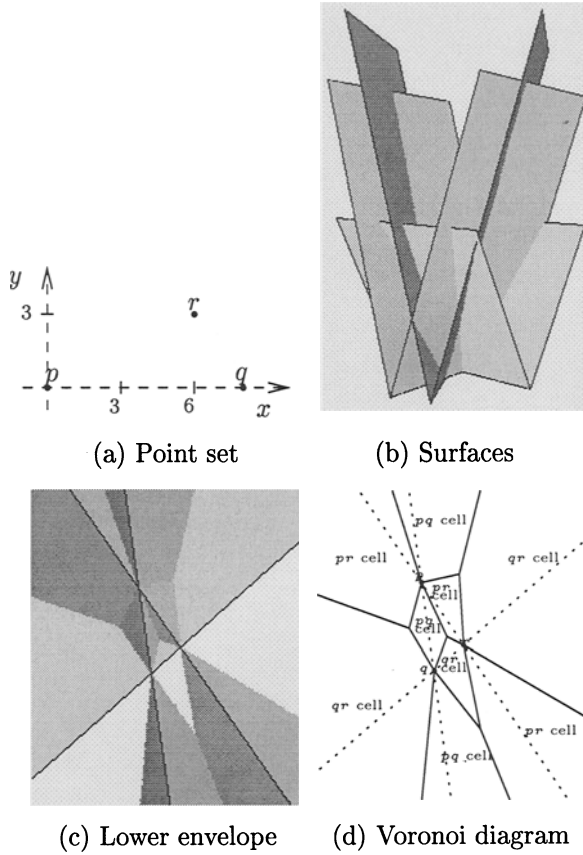 y
3
r
p
q
3
6
x
(a) Point set
(b) Surfaces
(c) Lower envelope
(d) Voronoi diagram
pq cell
pr cell
qr cell
pr
cell
cell
q
qr
cell
qr cell
pr cell
pq cell